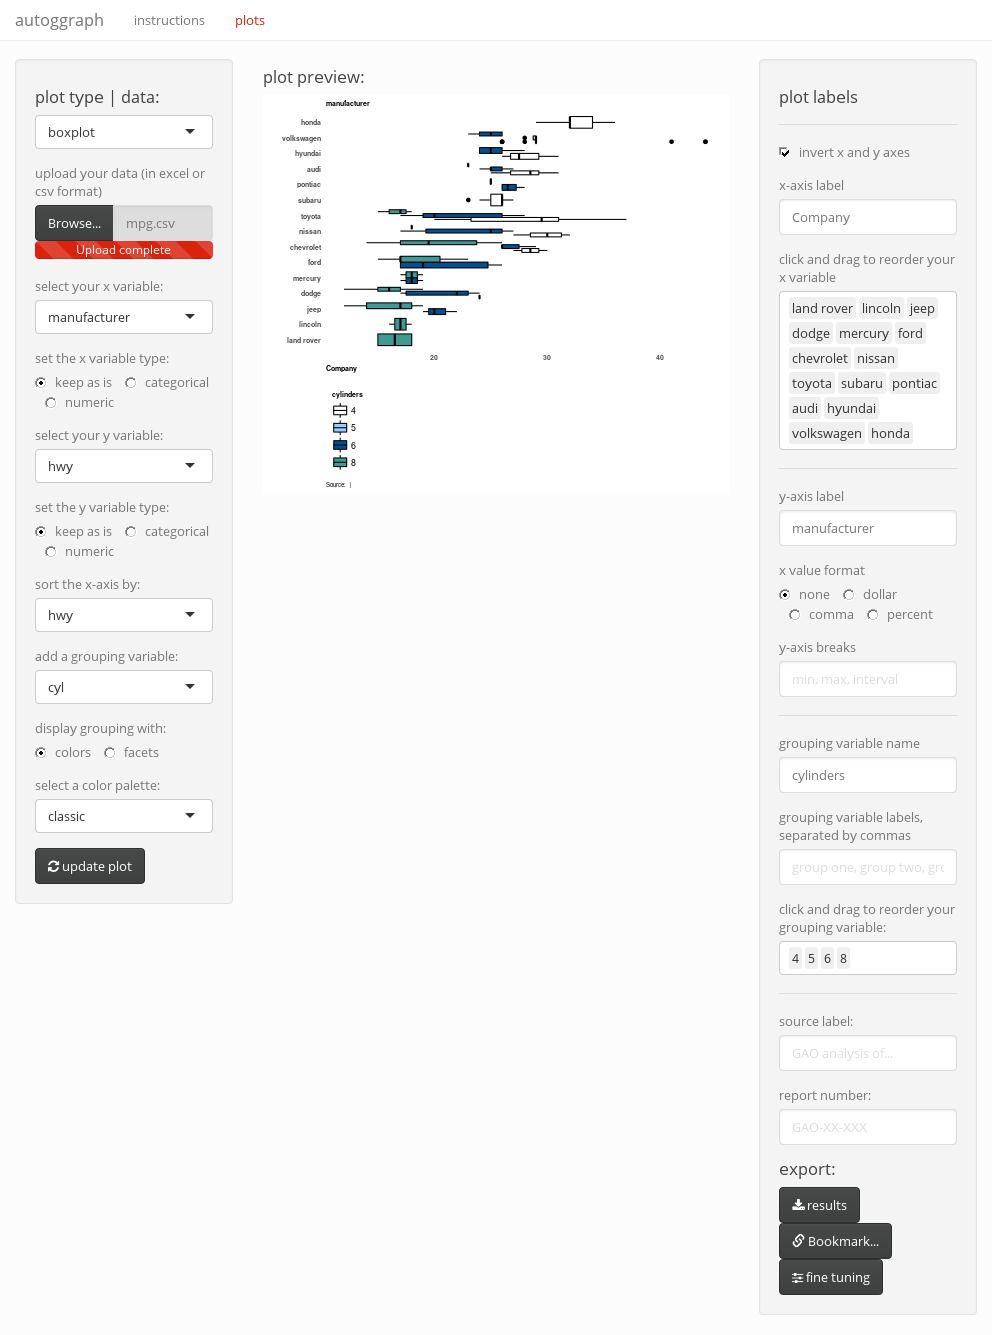 autoggraph instructions plots
plot type | data:
boxplot
upload your data (in excel or
csv format)
Browse... mpg.csv
Upload complete
select your x variable:
manufacturer
set the x variable type:
keep as is categorical
numeric
select your y variable:
hwy
set the y variable type:
keep as is categorical
numeric
sort the x-axis by:
hwy
add a grouping variable:
cyl
display grouping with:
colors facets
select a color palette:
classic
update plot
plot preview:
manufacturer
honda
volkswagen
hyundai
audi
pontiac
subaru
toyota
nissan
chevrolet
ford
mercury
dodge
jeep
lincoln
land rover
20 30 40
Company
cylinders
4
5
6
8
Source: |
plot labels
invert x and y axes
x-axis label
Company
click and drag to reorder your
x variable
land rover lincoln jeep
dodge mercury ford
chevrolet nissan
toyota subaru pontiac
audi hyundai
volkswagen honda
y-axis label
manufacturer
x value format
none dollar
comma percent
y-axis breaks
min, max, interval
grouping variable name
cylinders
grouping variable labels,
separated by commas
group one, group two, gro
click and drag to reorder your
grouping variable:
4 5 6 8
source label:
GAO analysis of...
report number:
GAO-XX-XXX
export:
results
Bookmark...
fine tuning